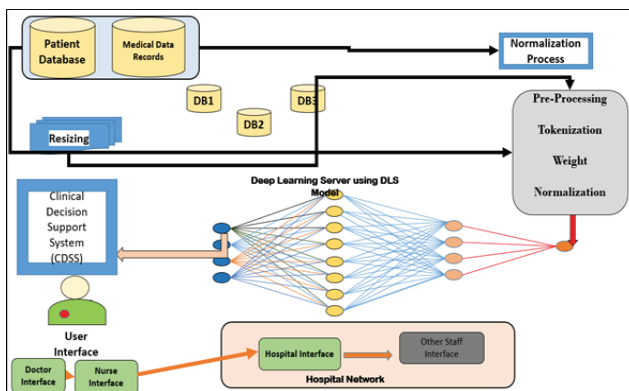 Patient
Database
Medical Data
Records
Normalization
Process
DB1
DB2
DB3
Resizing
Pre-Processing
Tokenization
Weight
Normalization
Deep Learning Server using DLS
Model
Clinical
Decision
Support
System
(CDSS)
User
Interface
Doctor
Interface
Nurse
Interface
Hospital Interface
Other Staff
Interface
Hospital Network